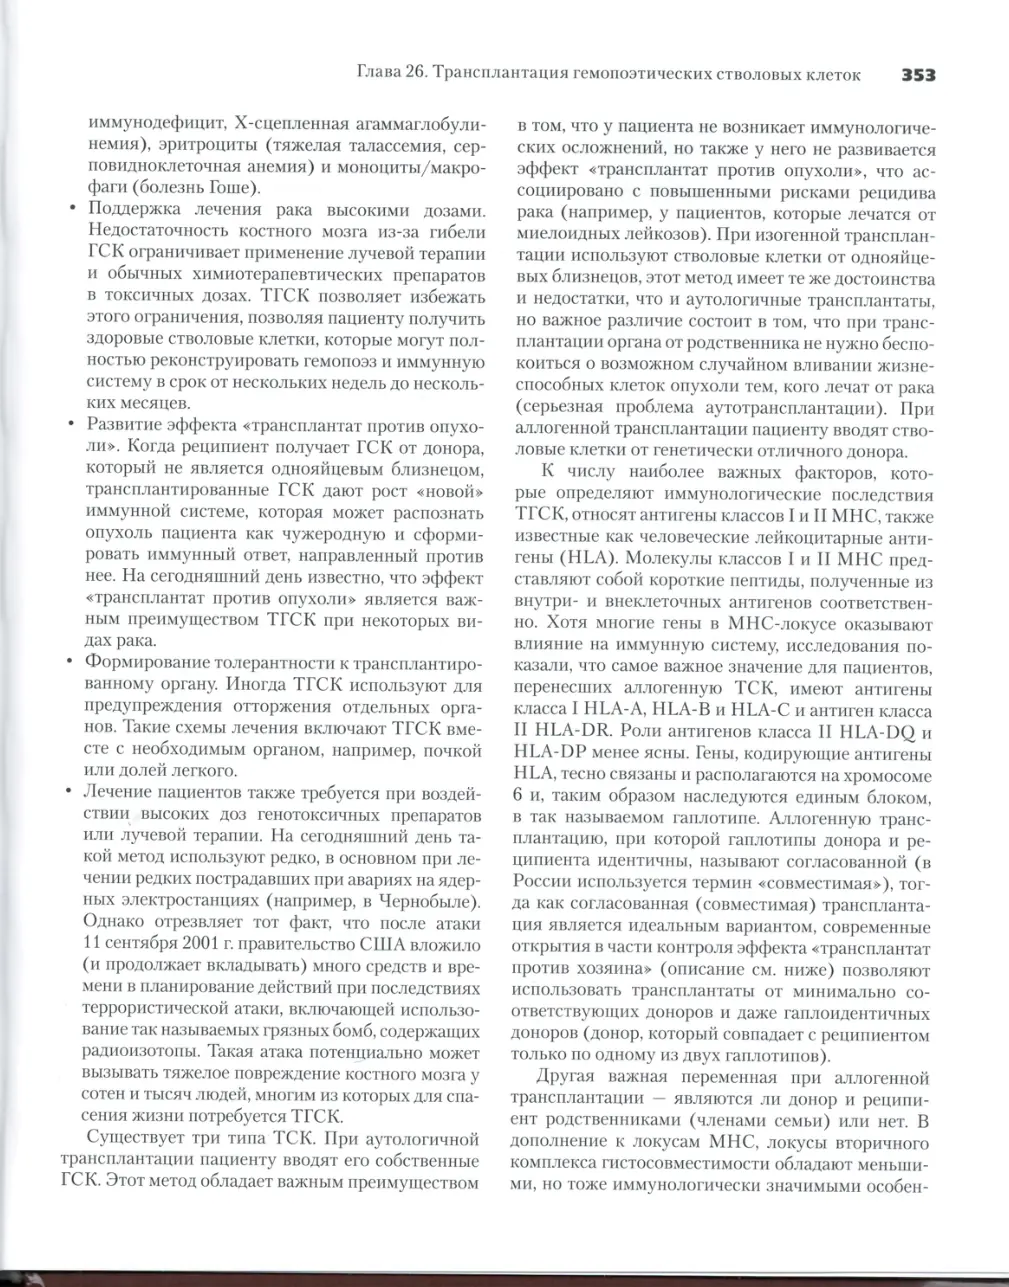 Глава 26. Трансплантация гемопоэтических стволовых клеток 353
иммунодефицит, Х-сцепленная агаммаглобули-
немия), эритроциты (тяжелая талассемия, сер-
повидноклеточная анемия) и моноциты/макро-
фаги (болезнь Гоше).
• Поддержка лечения рака высокими дозами.
Недостаточность костного мозга из-за гибели
ГСК ограничивает применение лучевой терапии
и обычных химиотерапевтических препаратов
в токсичных дозах. ТГСК позволяет избежать
этого ограничения, позволяя пациенту получить
здоровые стволовые клетки, которые могут пол-
ностью реконструировать гемопоэз и иммунную
систему в срок от нескольких недель до несколь-
ких месяцев.
• Развитие эффекта «трансплантат против опухо-
ли». Когда реципиент получает ГСК от донора,
который не является однояйцевым близнецом,
трансплантированные ГСК дают рост «новой»
иммунной системе, которая может распознать
опухоль пациента как чужеродную и сформи-
ровать иммунный ответ, направленный против
нее. На сегодняшний день известно, что эффект
«трансплантат против опухоли» является важ-
ным преимуществом ТГСК при некоторых ви-
дах рака.
• Формирование толерантности к трансплантиро-
ванному органу. Иногда ТГСК используют для
предупреждения отторжения отдельных орга-
нов. Такие схемы лечения включают ТГСК вме-
сте с необходимым органом, например, почкой
или долей легкого.
• Лечение пациентов также требуется при воздей-
ствии высоких доз генотоксичных препаратов
или лучевой терапии. На сегодняшний день та-
кой метод используют редко, в основном при ле-
чении редких пострадавших при авариях на ядер-
ных электростанциях (например, в Чернобыле).
Однако отрезвляет тот факт, что после атаки
11 сентября 2001 г. правительство США вложило
(и продолжает вкладывать) много средств и вре-
мени в планирование действий при последствиях
террористической атаки, включающей использо-
вание так называемых грязных бомб, содержащих
радиоизотопы. Такая атака потенциально может
вызывать тяжелое повреждение костного мозга у
сотен и тысяч людей, многим из которых для спа-
сения жизни потребуется ТГСК.
Существует три типа ТСК. При аутологичной
трансплантации пациенту вводят его собственные
ГСК. Этот метод обладает важным преимуществом
в том, что у пациента не возникает иммунологиче-
ских осложнений, но также у него не развивается
эффект «трансплантат против опухоли», что ас-
социировано с повышенными рисками рецидива
рака (например, у пациентов, которые лечатся от
миелоидных лейкозов). При изогенной трансплан-
тации используют стволовые клетки от однояйце-
вых близнецов, этот метод имеет те же достоинства
и недостатки, что и аутологичные трансплантаты,
но важное различие состоит в том, что при транс-
плантации органа от родственника не нужно беспо-
коиться о возможном случайном вливании жизне-
способных клеток опухоли тем, кого лечат от рака
(серьезная проблема аутотрансплантации). При
аллогенной трансплантации пациенту вводят ство-
ловые клетки от генетически отличного донора.
К числу наиболее важных факторов, кото-
рые определяют иммунологические последствия
ТГСК, относят антигены классов I и II МНС, также
известные как человеческие лейкоцитарные анти-
гены (HLA). Молекулы классов I и II МНС пред-
ставляют собой короткие пептиды, полученные из
внутри- и внеклеточных антигенов соответствен-
но. Хотя многие гены в МНС-локусе оказывают
влияние на иммунную систему, исследования по-
казали, что самое важное значение для пациентов,
перенесших аллогенную ТСК, имеют антигены
класса I HLA-A, HLA-B и HLA-C и антиген класса
II HLA-DR. Роли антигенов класса II HLA-DQ и
HLA-DP менее ясны. Гены, кодирующие антигены
HLA, тесно связаны и располагаются на хромосоме
6 и, таким образом наследуются единым блоком,
в так называемом гаплотипе. Аллогенную транс-
плантацию, при которой гаплотипы донора и ре-
ципиента идентичны, называют согласованной (в
России используется термин «совместимая»), тог-
да как согласованная (совместимая) транспланта-
ция является идеальным вариантом, современные
открытия в части контроля эффекта «трансплантат
против хозяина» (описание см. ниже) позволяют
использовать трансплантаты от минимально со-
ответствующих доноров и даже гаплоидентичных
доноров (донор, который совпадает с реципиентом
только по одному из двух гаплотипов).
Другая важная переменная при аллогенной
трансплантации — являются ли донор и реципи-
ент родственниками (членами семьи) или нет. В
дополнение к локусам МНС, локусы вторичного
комплекса гистосовместимости обладают меньши-
ми, но тоже иммунологически значимыми особен-